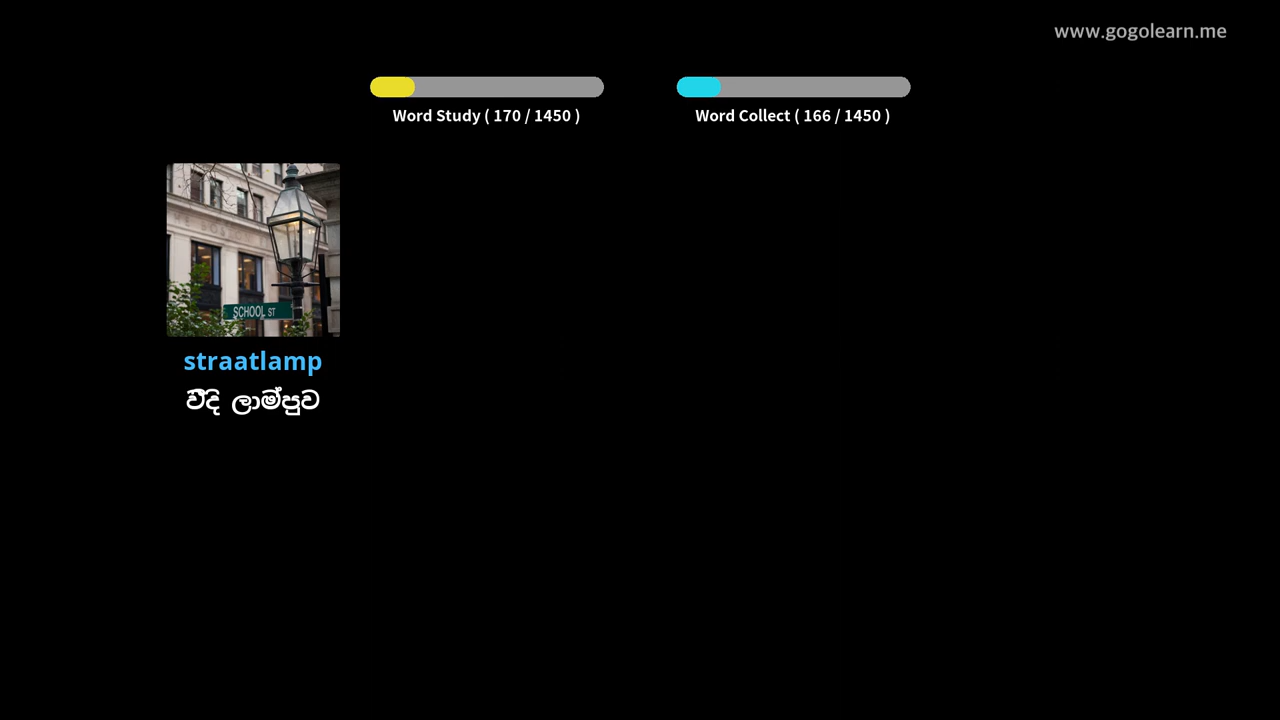 www.gogolearn.me
Word Study ( 170 / 1450 )
Word Collect ( 166 / 1450 )
SCHOOL ST
straatlamp
වීදි ලාම්පුව